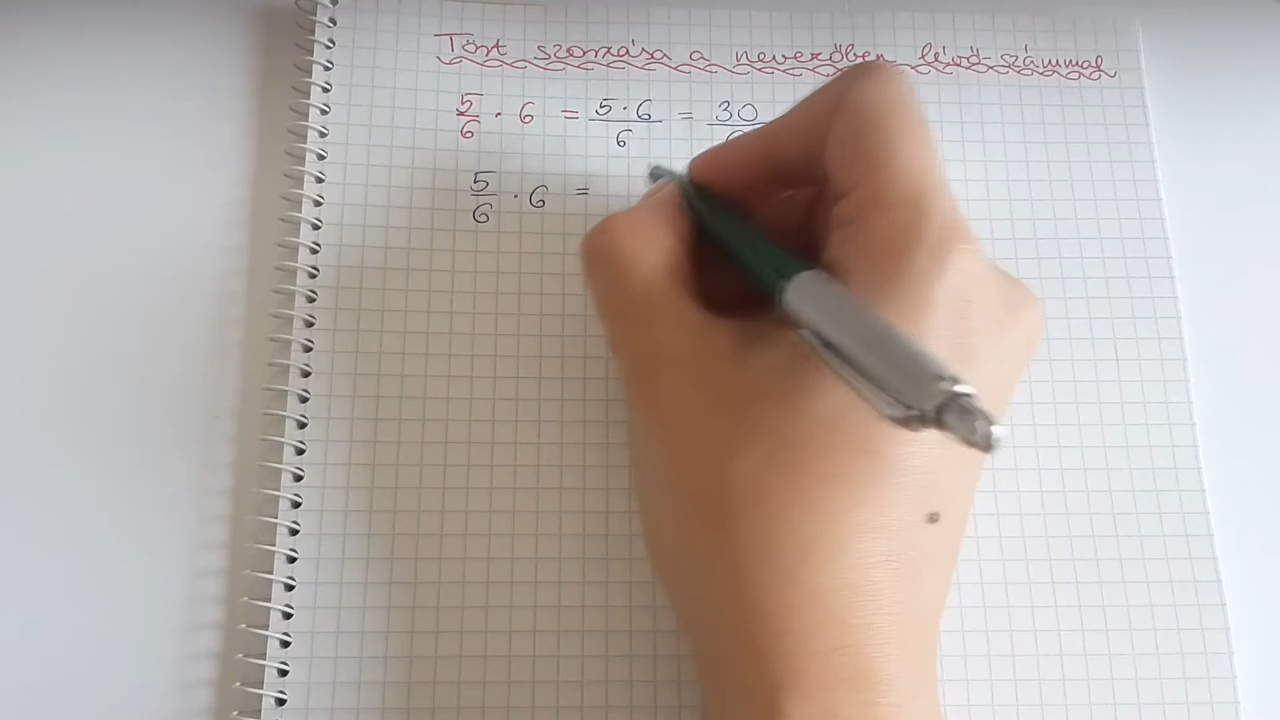 Tört szorzása a nevezőben lévő számmal
5/6 · 6 = 5·6/6 = 30
5/6 · 6 =